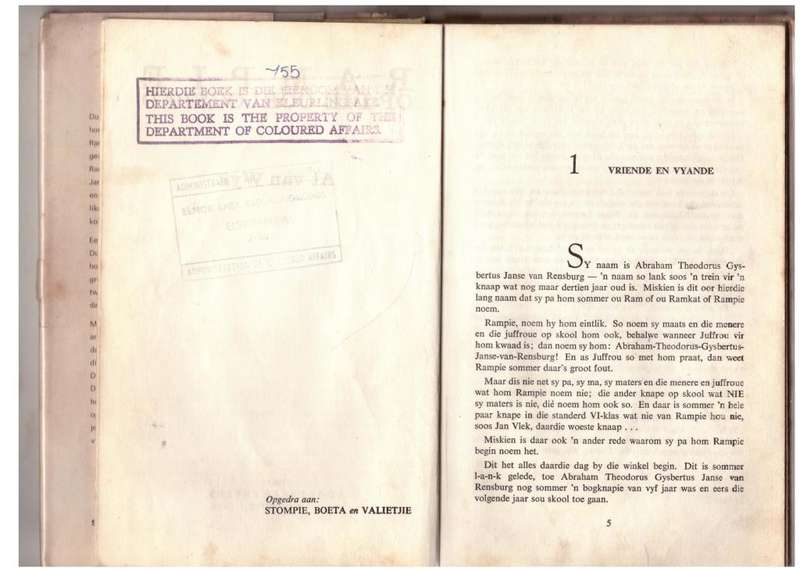 755
HIERDIE BOEK IS DIE
DEPARTEMENT VAN KLEURLING
THIS BOOK IS THE PROPERTY OF THE
DEPARTMENT OF COLOURED AFFAIRS.
Opgedra aan:
STOMPIE, BOETA en VALIETJIE
1 VRIENDE EN VYANDE
SY naam is Abraham Theodorus Gys-
bertus Janse van Rensburg — 'n naam so lank soos 'n trein vir 'n
knaap wat nog maar dertien jaar oud is. Miskien is dit oor hierdie
lang naam dat sy pa hom sommer ou Ram of ou Ramkat of Rampie
noem.
Rampie, noem hy hom eintlik. So noem sy maats en die menere
en die juffroue op skool hom ook, behalwe wanneer Juffrou vir
hom kwaad is; dan noem sy hom: Abraham-Theodorus-Gysbertus-
Janse-van-Rensburg! En as Juffrou so met hom praat, dan weet
Rampie sommer daar's groot fout.
Maar dis nie net sy pa, sy ma, sy maters en die menere en juffroue
wat hom Rampie noem nie; die ander knape op skool wat NIE
sy maters is nie, dié noem hom ook so. En daar is sommer 'n hele
paar knape in die standerd VI-klas wat nie van Rampie hou nie,
soos Jan Vlek, daardie woeste knaap . . .
Miskien is daar ook 'n ander rede waarom sy pa hom Rampie
begin noem het.
Dit het alles daardie dag by die winkel begin. Dit is sommer
l-a-n-k gelede, toe Abraham Theodorus Gysbertus Janse van
Rensburg nog sommer 'n bogknapie van vyf jaar was en eers die
volgende jaar sou skool toe gaan.
5